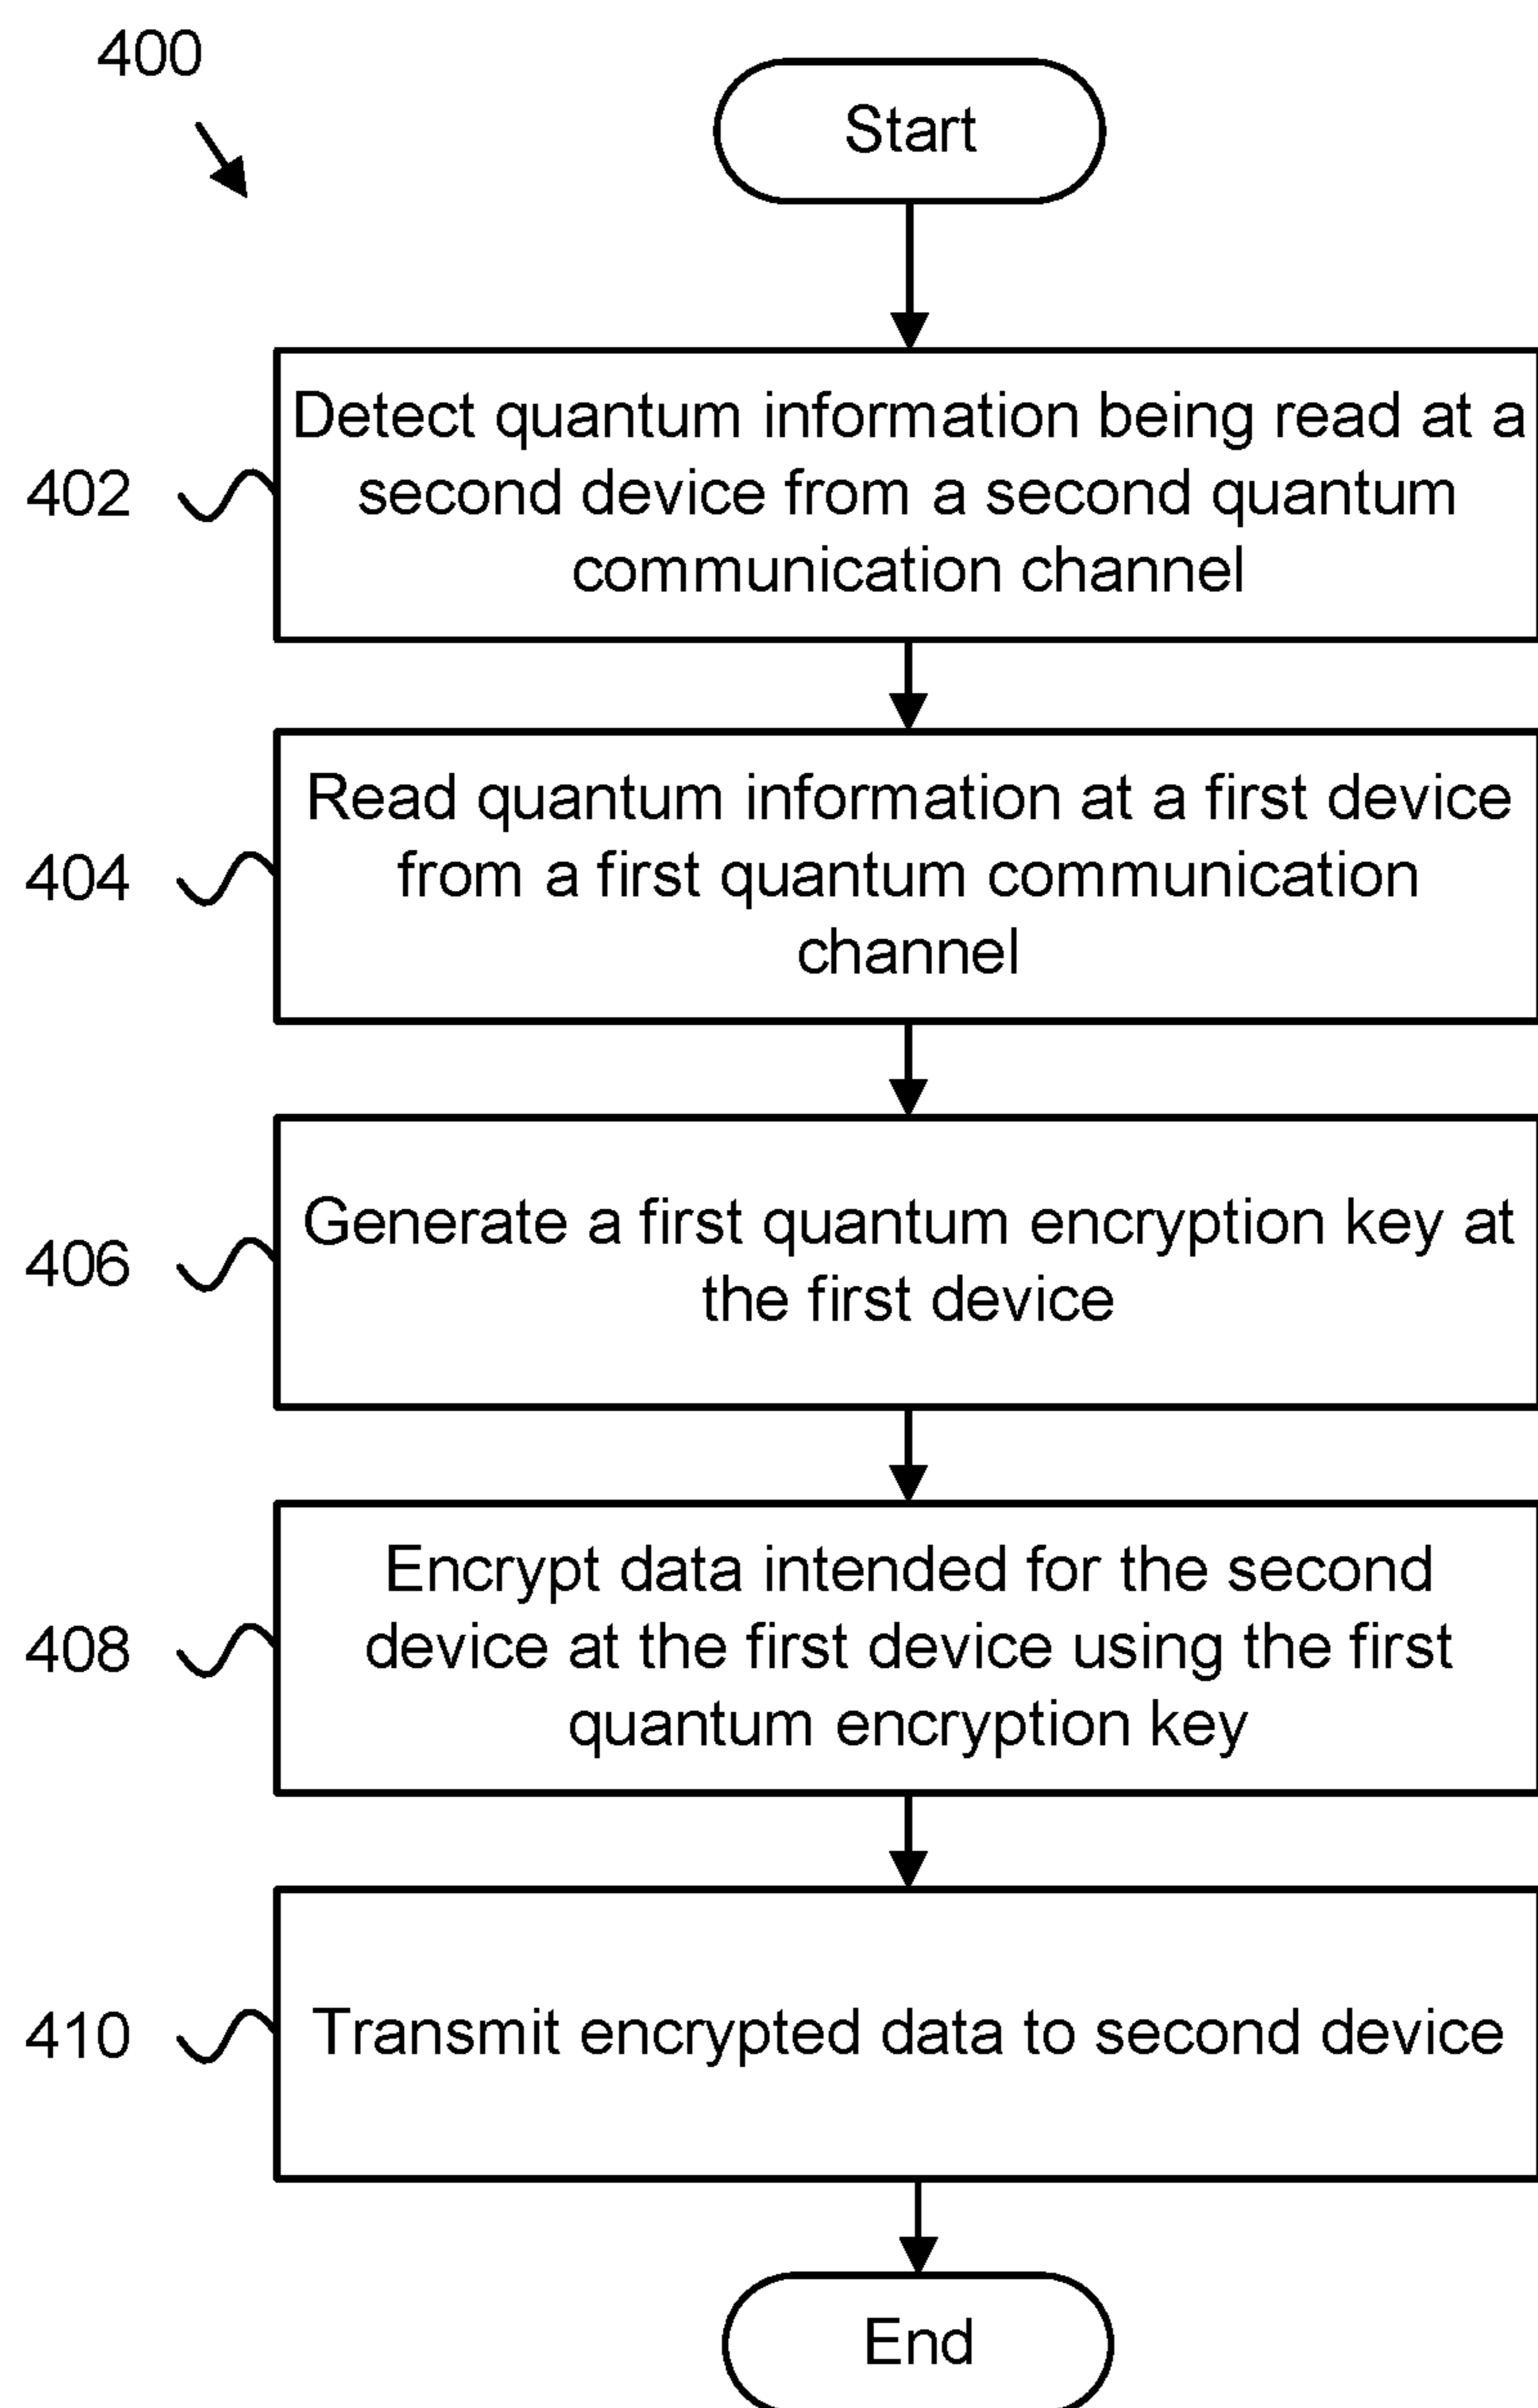 400
Start
402
Detect quantum information being read at a
second device from a second quantum
communication channel
404
Read quantum information at a first device
from a first quantum communication
channel
406
Generate a first quantum encryption key at
the first device
408
Encrypt data intended for the second
device at the first device using the first
quantum encryption key
410
Transmit encrypted data to second device
End